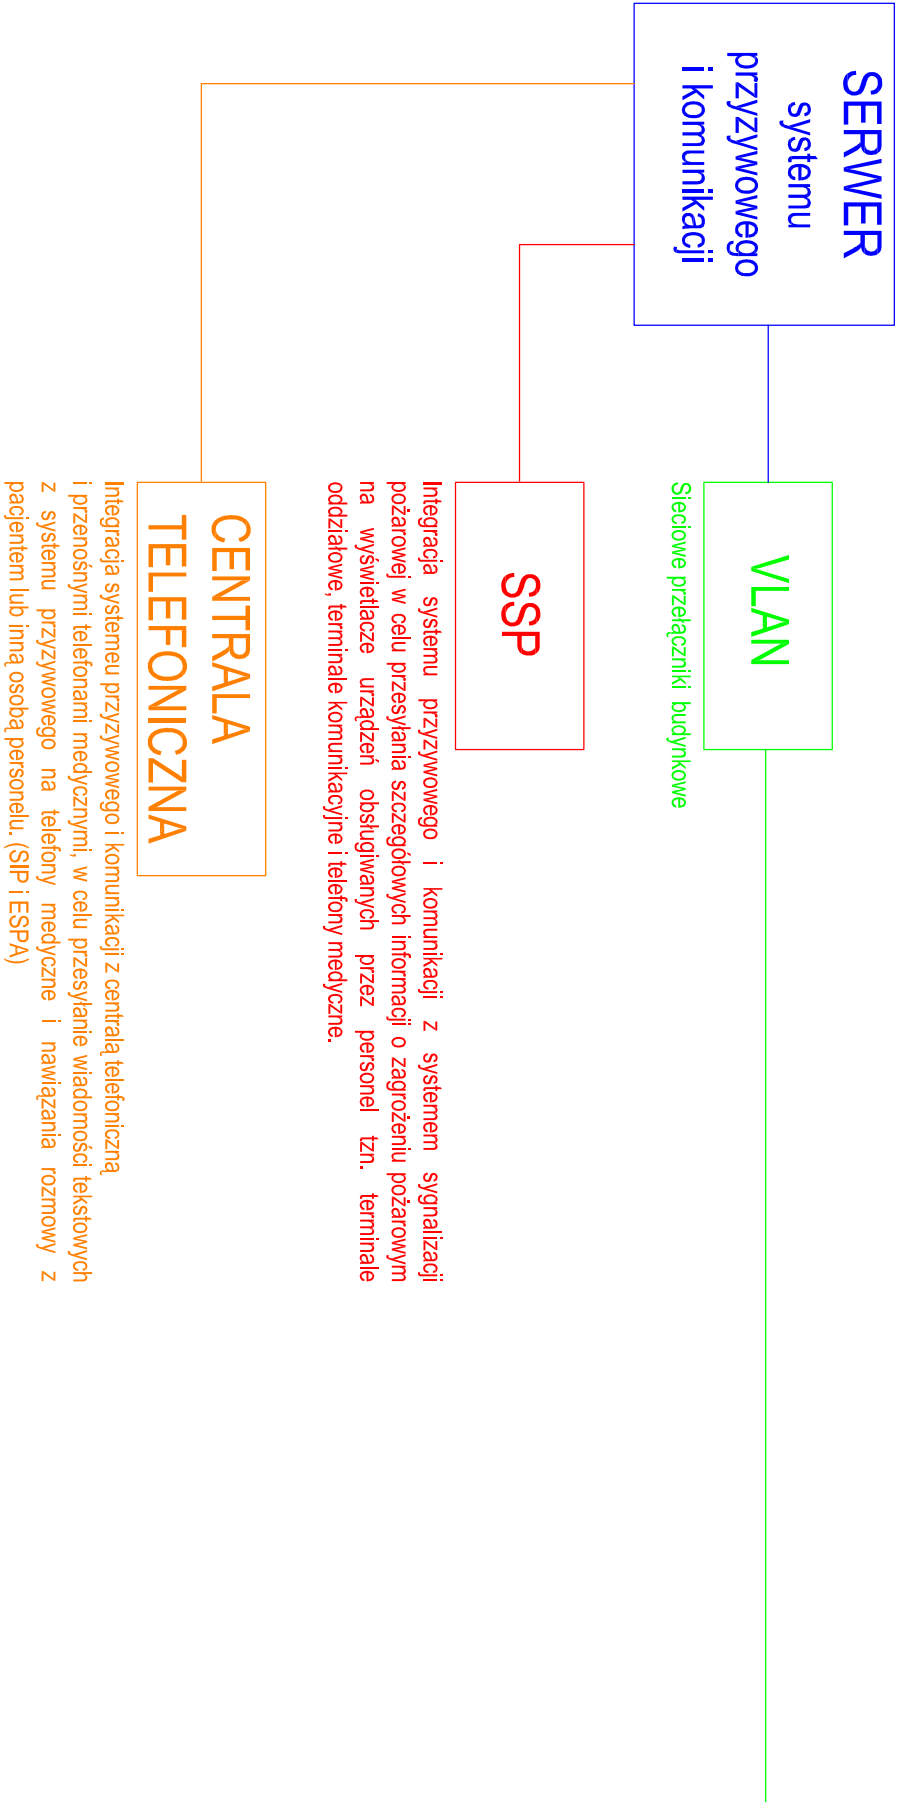 SERWER
systemu
przyzywowego
i komunikacji
VLAN
Sieciowe przełączniki budynkowe
SSP
Integracja systemu przyzywowego i komunikacji z systemem sygnalizacji
pożarowej w celu przesyłania szczegółowych informacji o zagrożeniu pożarowym
na wyświetlacze urządzeń obsługiwanych przez personel tzn. terminale
oddziałowe, terminale komunikacyjne i telefony medyczne.
CENTRALA
TELEFONICZNA
Integracja systemeu przyzywowego i komunikacji z centralą telefoniczną
i przenośnymi telefonami medycznymi, w celu przesyłanie wiadomości tekstowych
z systemu przyzywowego na telefony medyczne i nawiązania rozmowy z
pacjentem lub inną osobą personelu. (SIP i ESPA)